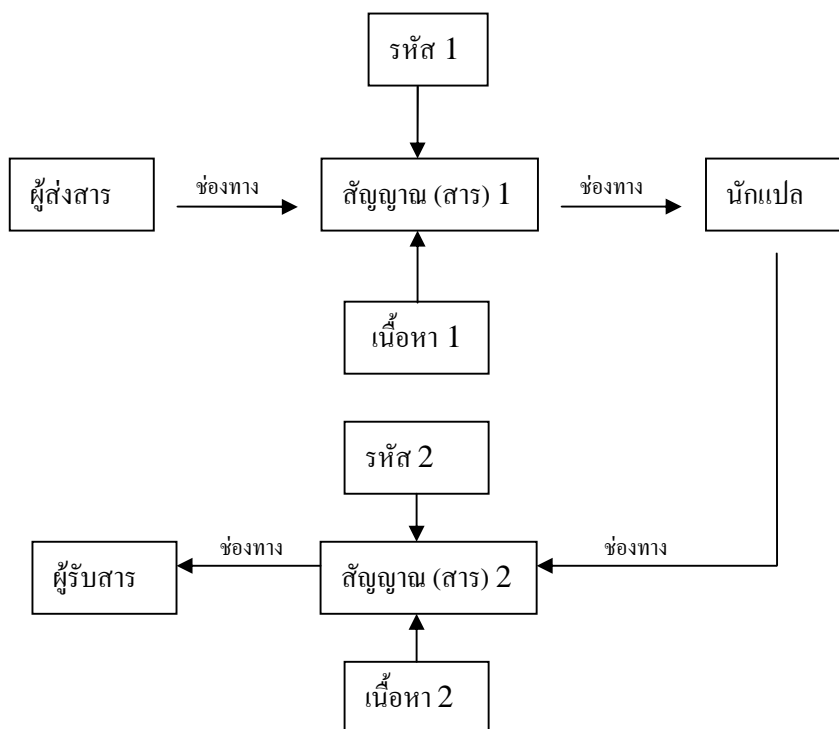 รหัส 1
ผู้ส่งสาร
ช่องทาง
สัญญาณ (สาร) 1
ช่องทาง
นักแปล
เนื้อหา 1
รหัส 2
ผู้รับสาร
ช่องทาง
สัญญาณ (สาร) 2
ช่องทาง
เนื้อหา 2